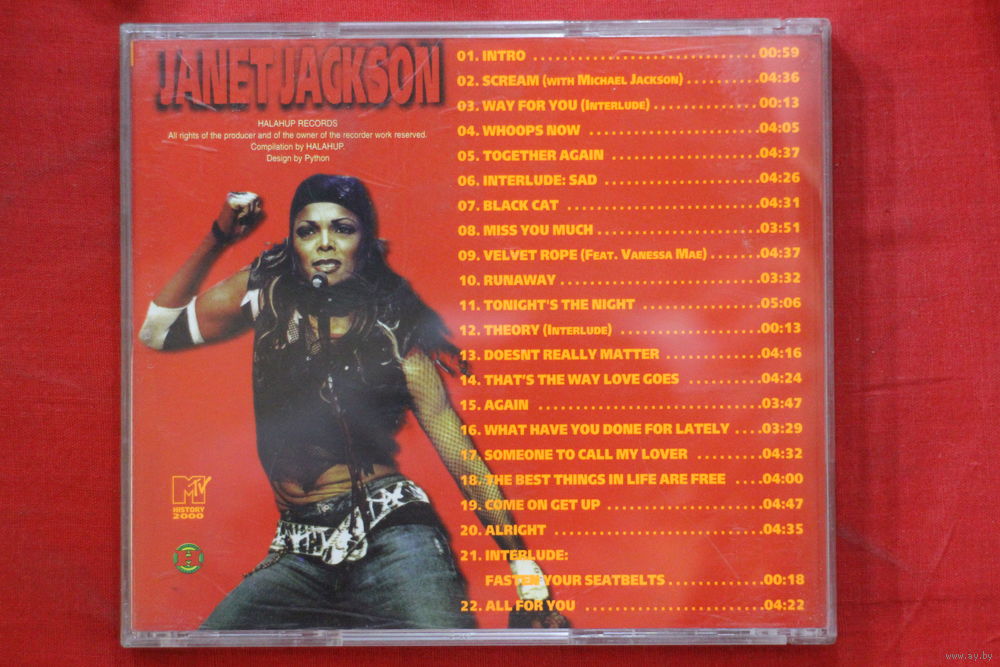 JANET JACKSON
HALAHUP RECORDS
All rights of the producer and of the owner of the recorder work reserved.
Compilation by HALAHUP.
Design by Python
01. INTRO ........................... 00:59
02. SCREAM (WITH MICHAEL JACKSON) ......... 04:36
03. WAY FOR YOU (INTERLUDE) ............. 00:13
04. WHOOPS NOW .................... 04:05
05. TOGETHER AGAIN .................. 04:37
06. INTERLUDE: SAD ................... 04:26
07. BLACK CAT ....................... 04:31
08. MISS YOU MUCH .................... 03:51
09. VELVET ROPE (FEAT. VANESSA MAE) ...... 04:37
10. RUNAWAY ........................ 03:32
11. TONIGHT'S THE NIGHT .............. 05:06
12. THEORY (INTERLUDE) ................ 00:13
13. DOESNT REALLY MATTER ............ 04:16
14. THAT'S THE WAY LOVE GOES ......... 04:24
15. AGAIN ........................... 03:47
16. WHAT HAVE YOU DONE FOR LATELY .... 03:29
17. SOMEONE TO CALL MY LOVER ......... 04:32
18. THE BEST THINGS IN LIFE ARE FREE .... 04:00
19. COME ON GET UP ................... 04:47
20. ALRIGHT ......................... 04:35
21. INTERLUDE:
FASTEN YOUR SEATBELTS ............ 00:18
22. ALL FOR YOU ..................... 04:22
MTV
HISTORY
2000
www.ay.by